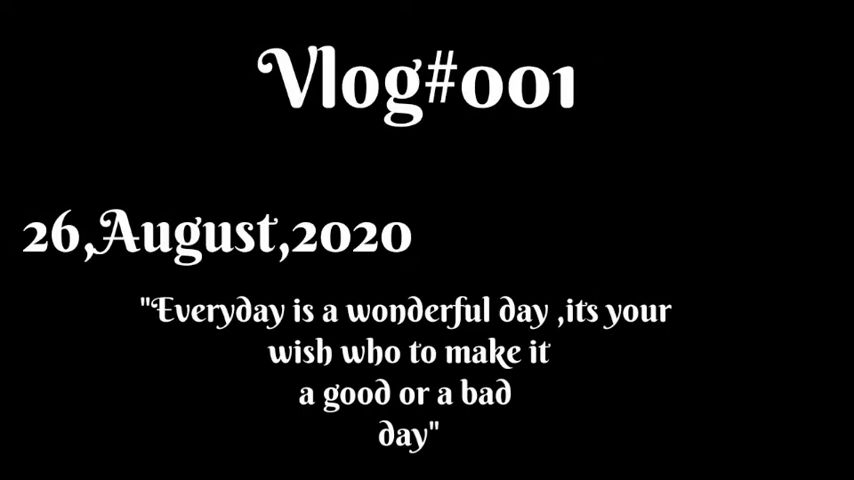 Vlog#001
26,August,2020
"Everyday is a wonderful day ,its your
wish who to make it
a good or a bad
day"